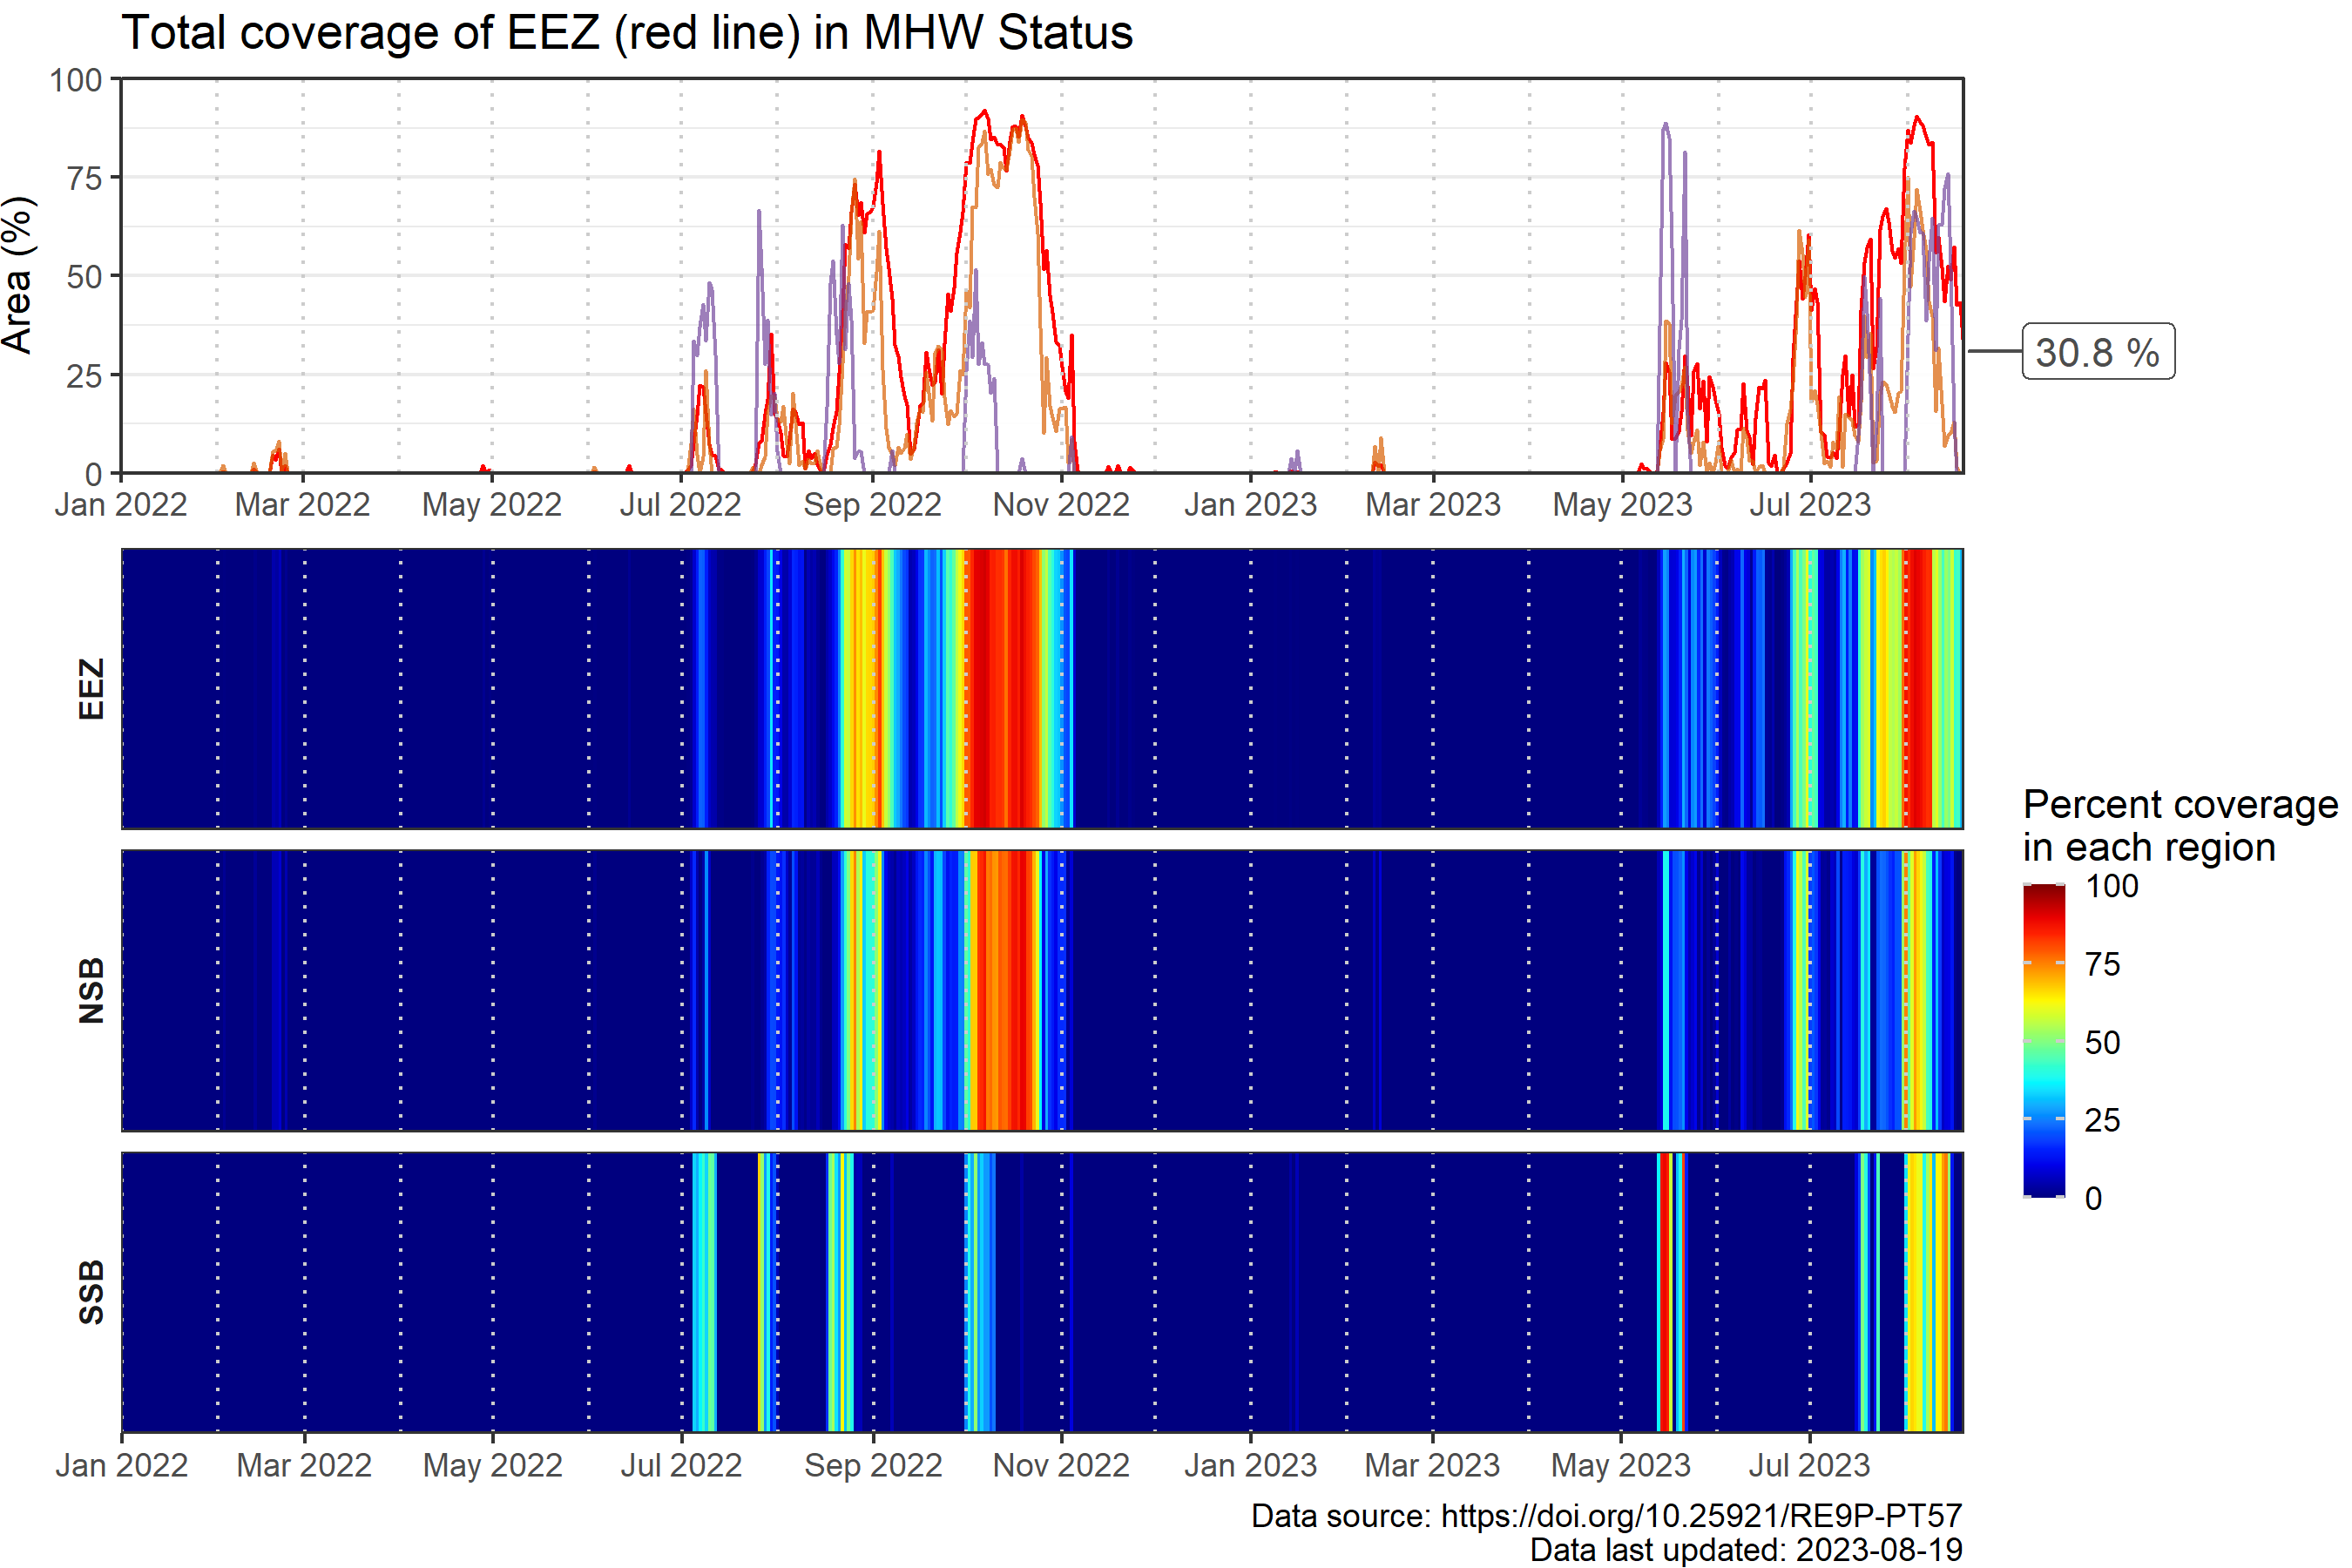 Total coverage of EEZ (red line) in MHW Status
Area (%)
100
75
50
25
0
Jan 2022 Mar 2022 May 2022 Jul 2022 Sep 2022 Nov 2022 Jan 2023 Mar 2023 May 2023 Jul 2023
30.8 %
EEZ
NSB
SSB
Jan 2022 Mar 2022 May 2022 Jul 2022 Sep 2022 Nov 2022 Jan 2023 Mar 2023 May 2023 Jul 2023
Percent coverage
in each region
100
75
50
25
0
Data source: https://doi.org/10.25921/RE9P-PT57
Data last updated: 2023-08-19